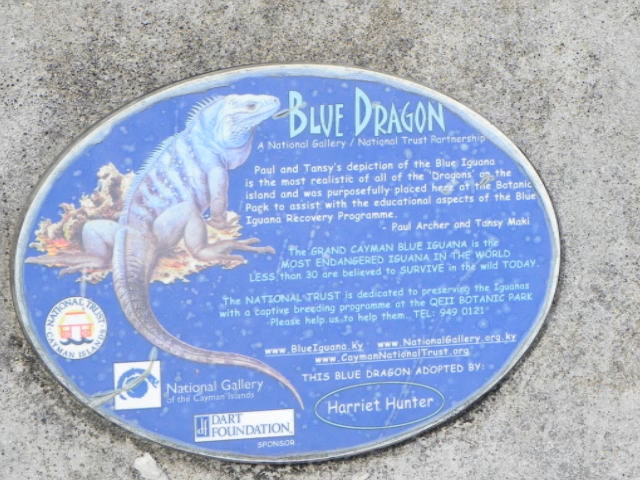 BLUE DRAGON
A National Gallery / National Trust Partnership
Paul and Tansy's depiction of the Blue Iguana
is the most realistic of all of the 'Dragons' on the
island and was purposefully placed here at the Botanic
Park to assist with the educational aspects of the Blue
Iguana Recovery Programme.
- Paul Archer and Tansy Maki
The GRAND CAYMAN BLUE IGUANA is the
MOST ENDANGERED IGUANA IN THE WORLD
LESS than 30 are believed to SURVIVE in the wild TODAY.
The NATIONAL TRUST is dedicated to preserving the Iguanas
with a captive breeding programme at the QEII BOTANIC PARK
Please help us to help them. TEL: 949 0121
www.BlueIguana.ky www.NationalGallery.org.ky
www.CaymanNationalTrust.org
THIS BLUE DRAGON ADOPTED BY:
Harriet Hunter
NATIONAL TRUST
CAYMAN ISLANDS
National Gallery
of the Cayman Islands
df DART
FOUNDATION
SPONSOR